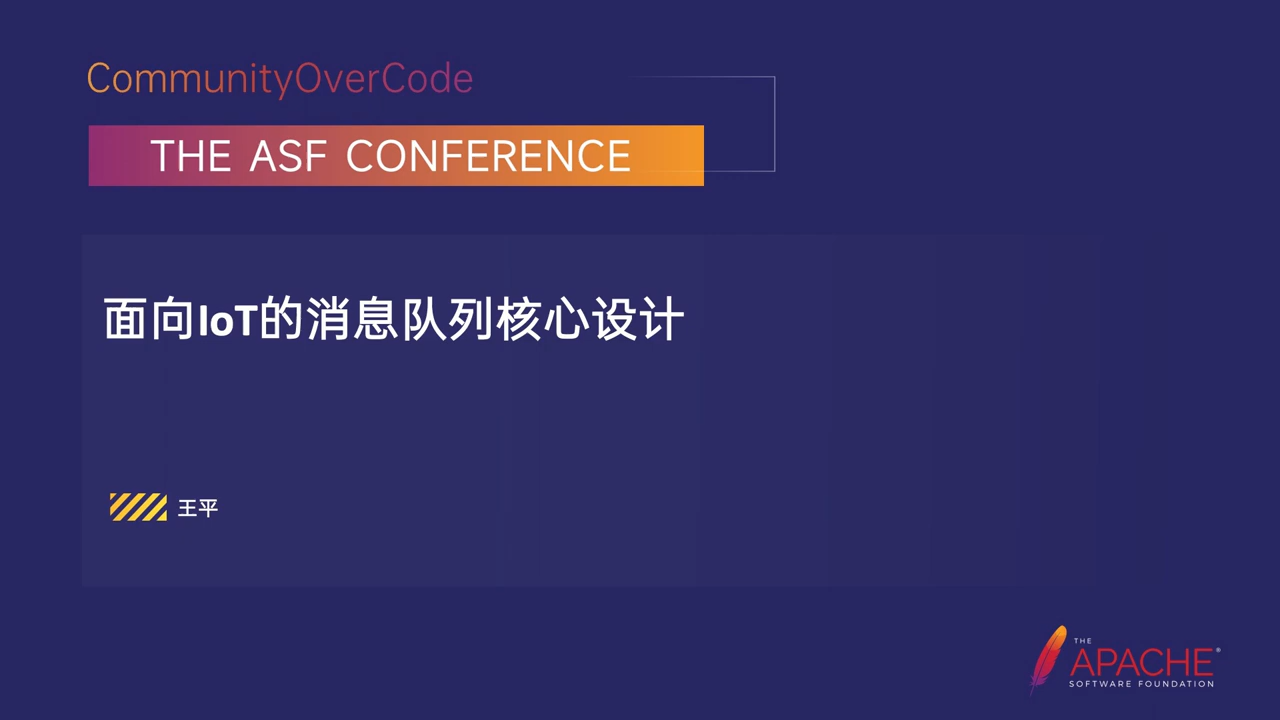 CommunityOverCode
THE ASF CONFERENCE
面向IoT的消息队列核心设计
王平
THE
APACHE®
SOFTWARE FOUNDATION